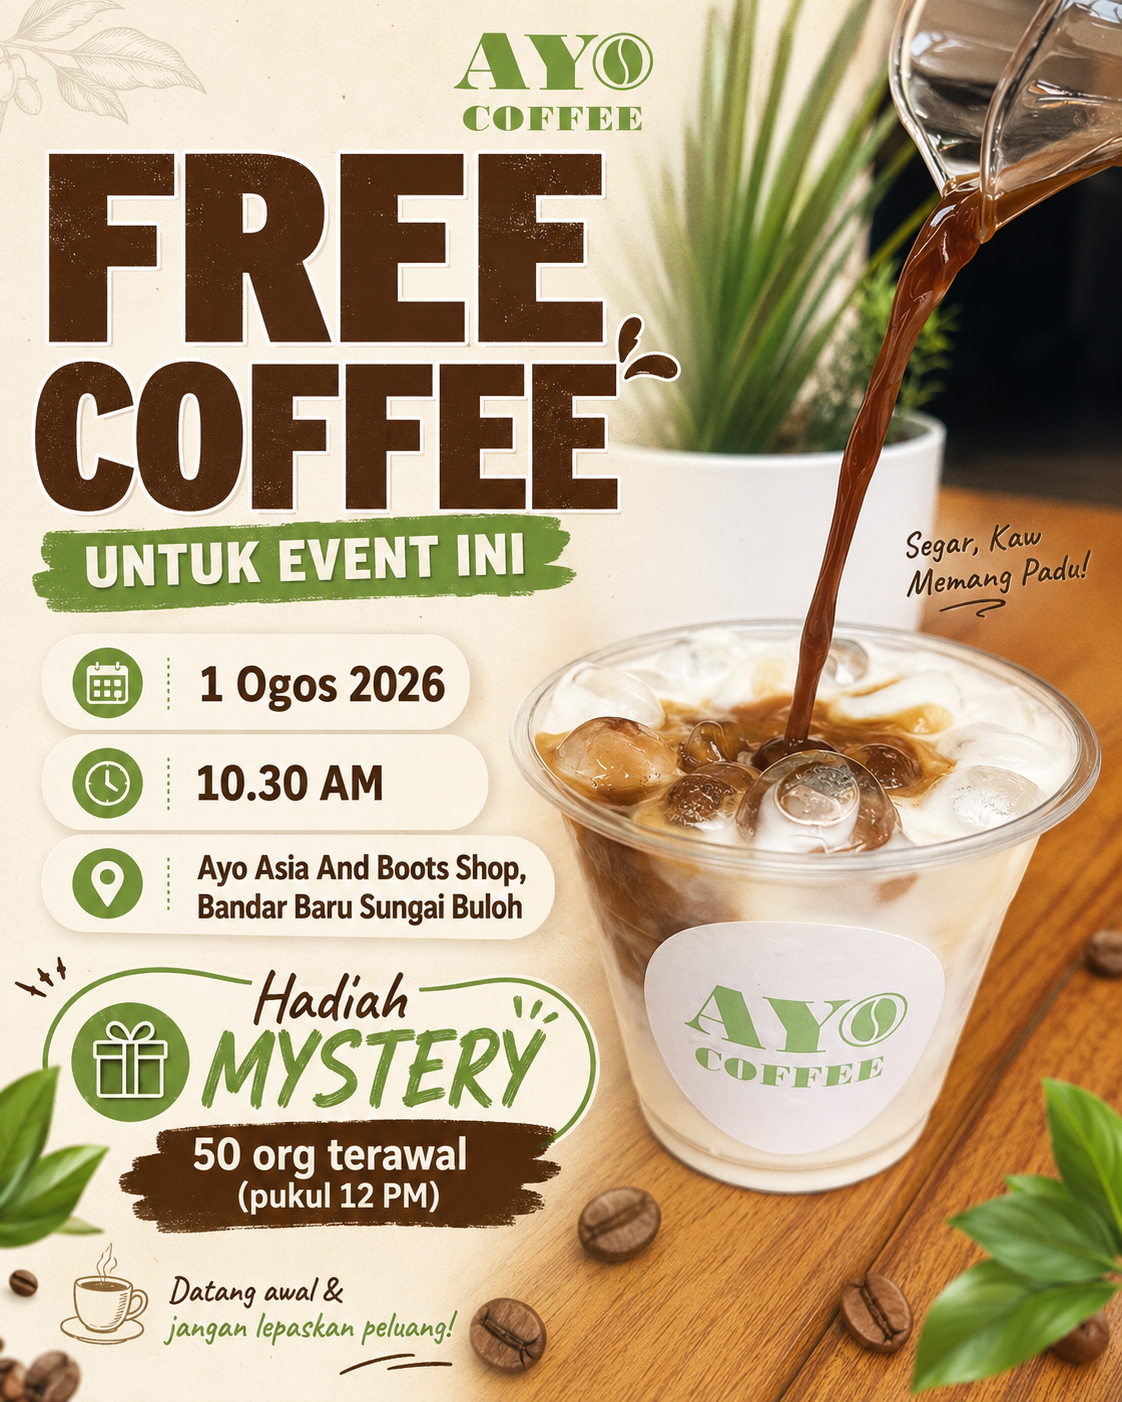 AYO
COFFEE
FREE
COFFEE
UNTUK EVENT INI
Segar, Kaw
Memang Padu!
1 Ogos 2026
10.30 AM
Ayo Asia And Boots Shop,
Bandar Baru Sungai Buloh
Hadiah
MYSTERY
50 org terawal
(pukul 12 PM)
Datang awal &
jangan lepaskan peluang!
AYO
COFFEE